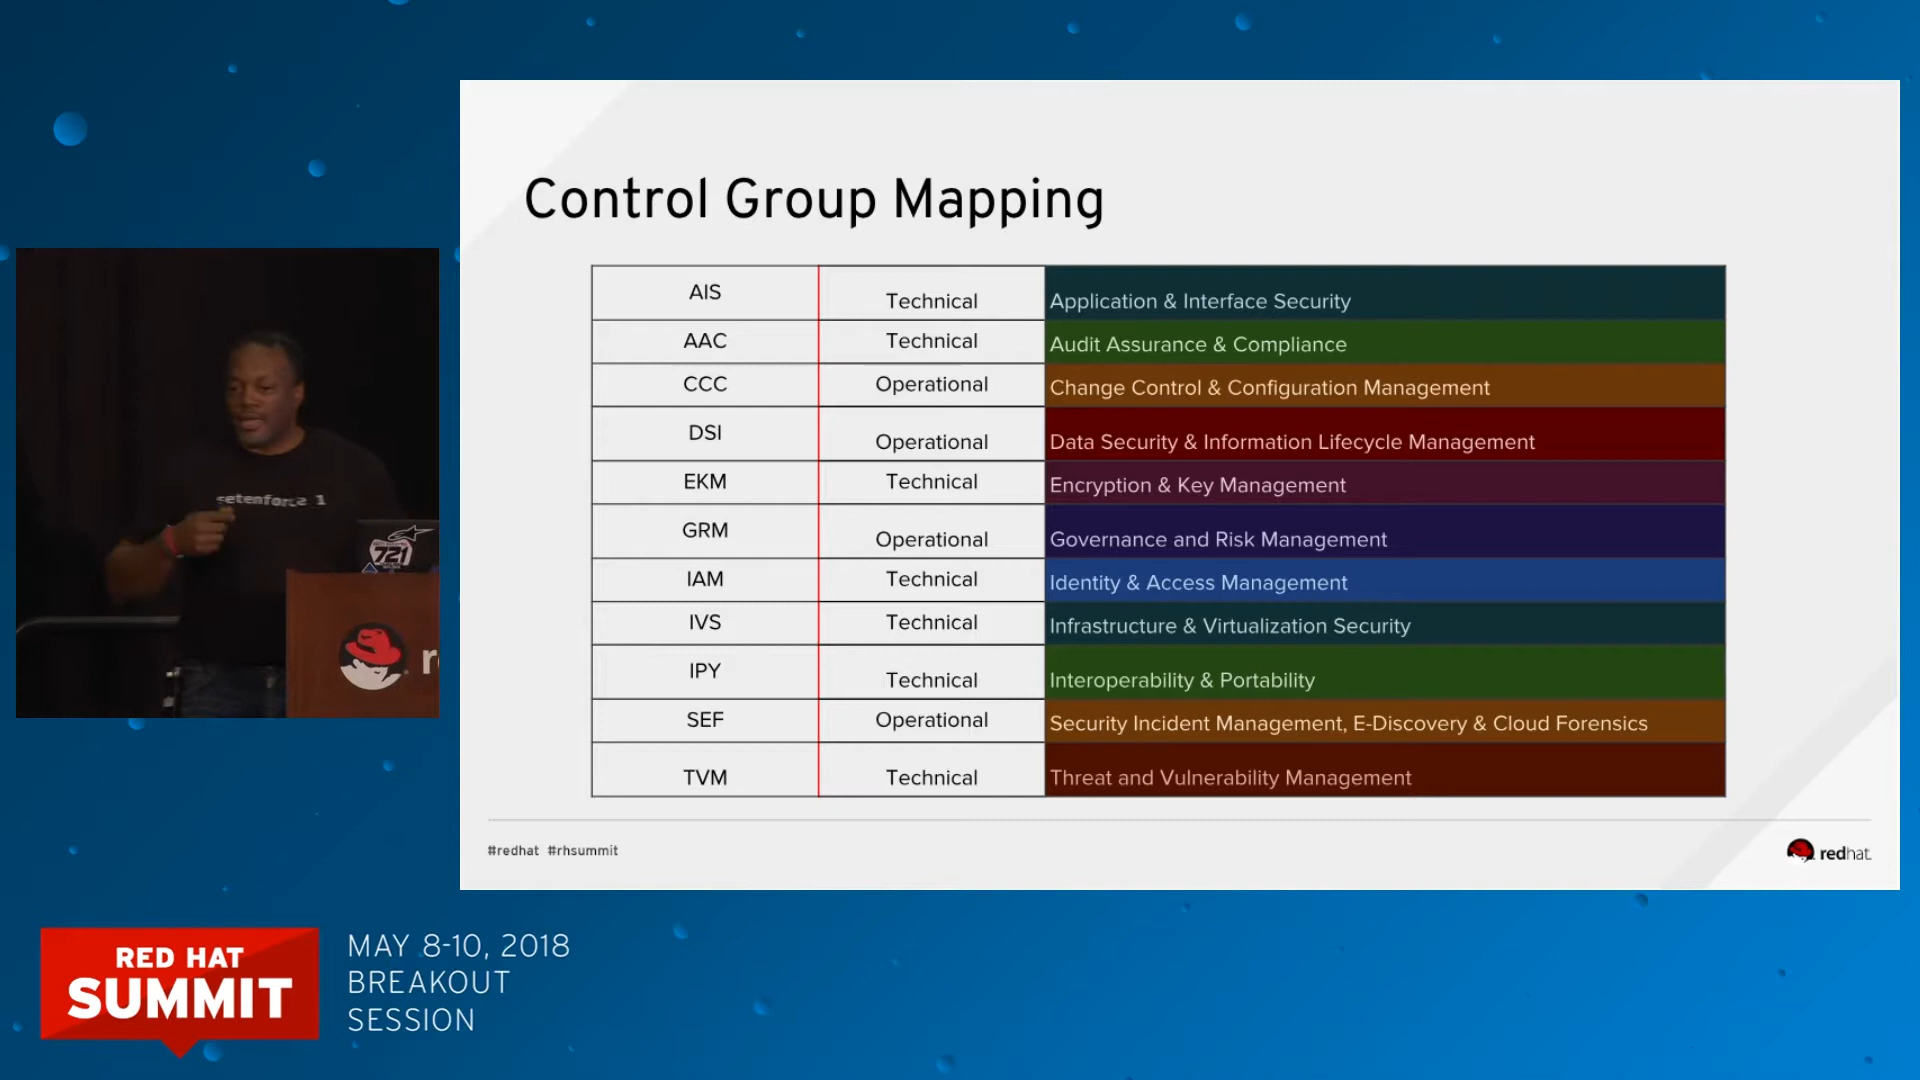 Control Group Mapping
AIS Technical Application & Interface Security
AAC Technical Audit Assurance & Compliance
CCC Operational Change Control & Configuration Management
DSI Operational Data Security & Information Lifecycle Management
EKM Technical Encryption & Key Management
GRM Operational Governance and Risk Management
IAM Technical Identity & Access Management
IVS Technical Infrastructure & Virtualization Security
IPY Technical Interoperability & Portability
SEF Operational Security Incident Management, E-Discovery & Cloud Forensics
TVM Technical Threat and Vulnerability Management
#redhat #rhsummit
redhat.
setenforce 1
721
r
RED HAT
SUMMIT
MAY 8-10, 2018
BREAKOUT
SESSION